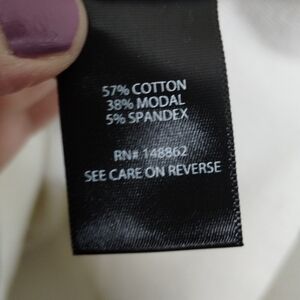 57% COTTON
38% MODAL
5% SPANDEX
RN# 148862
SEE CARE ON REVERSE